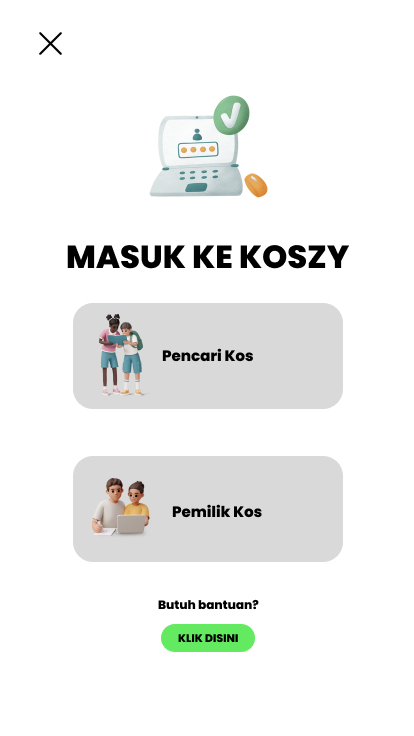 MASUK KE KOSZY
Pencari Kos
Pemilik Kos
Butuh bantuan?
KLIK DISINI